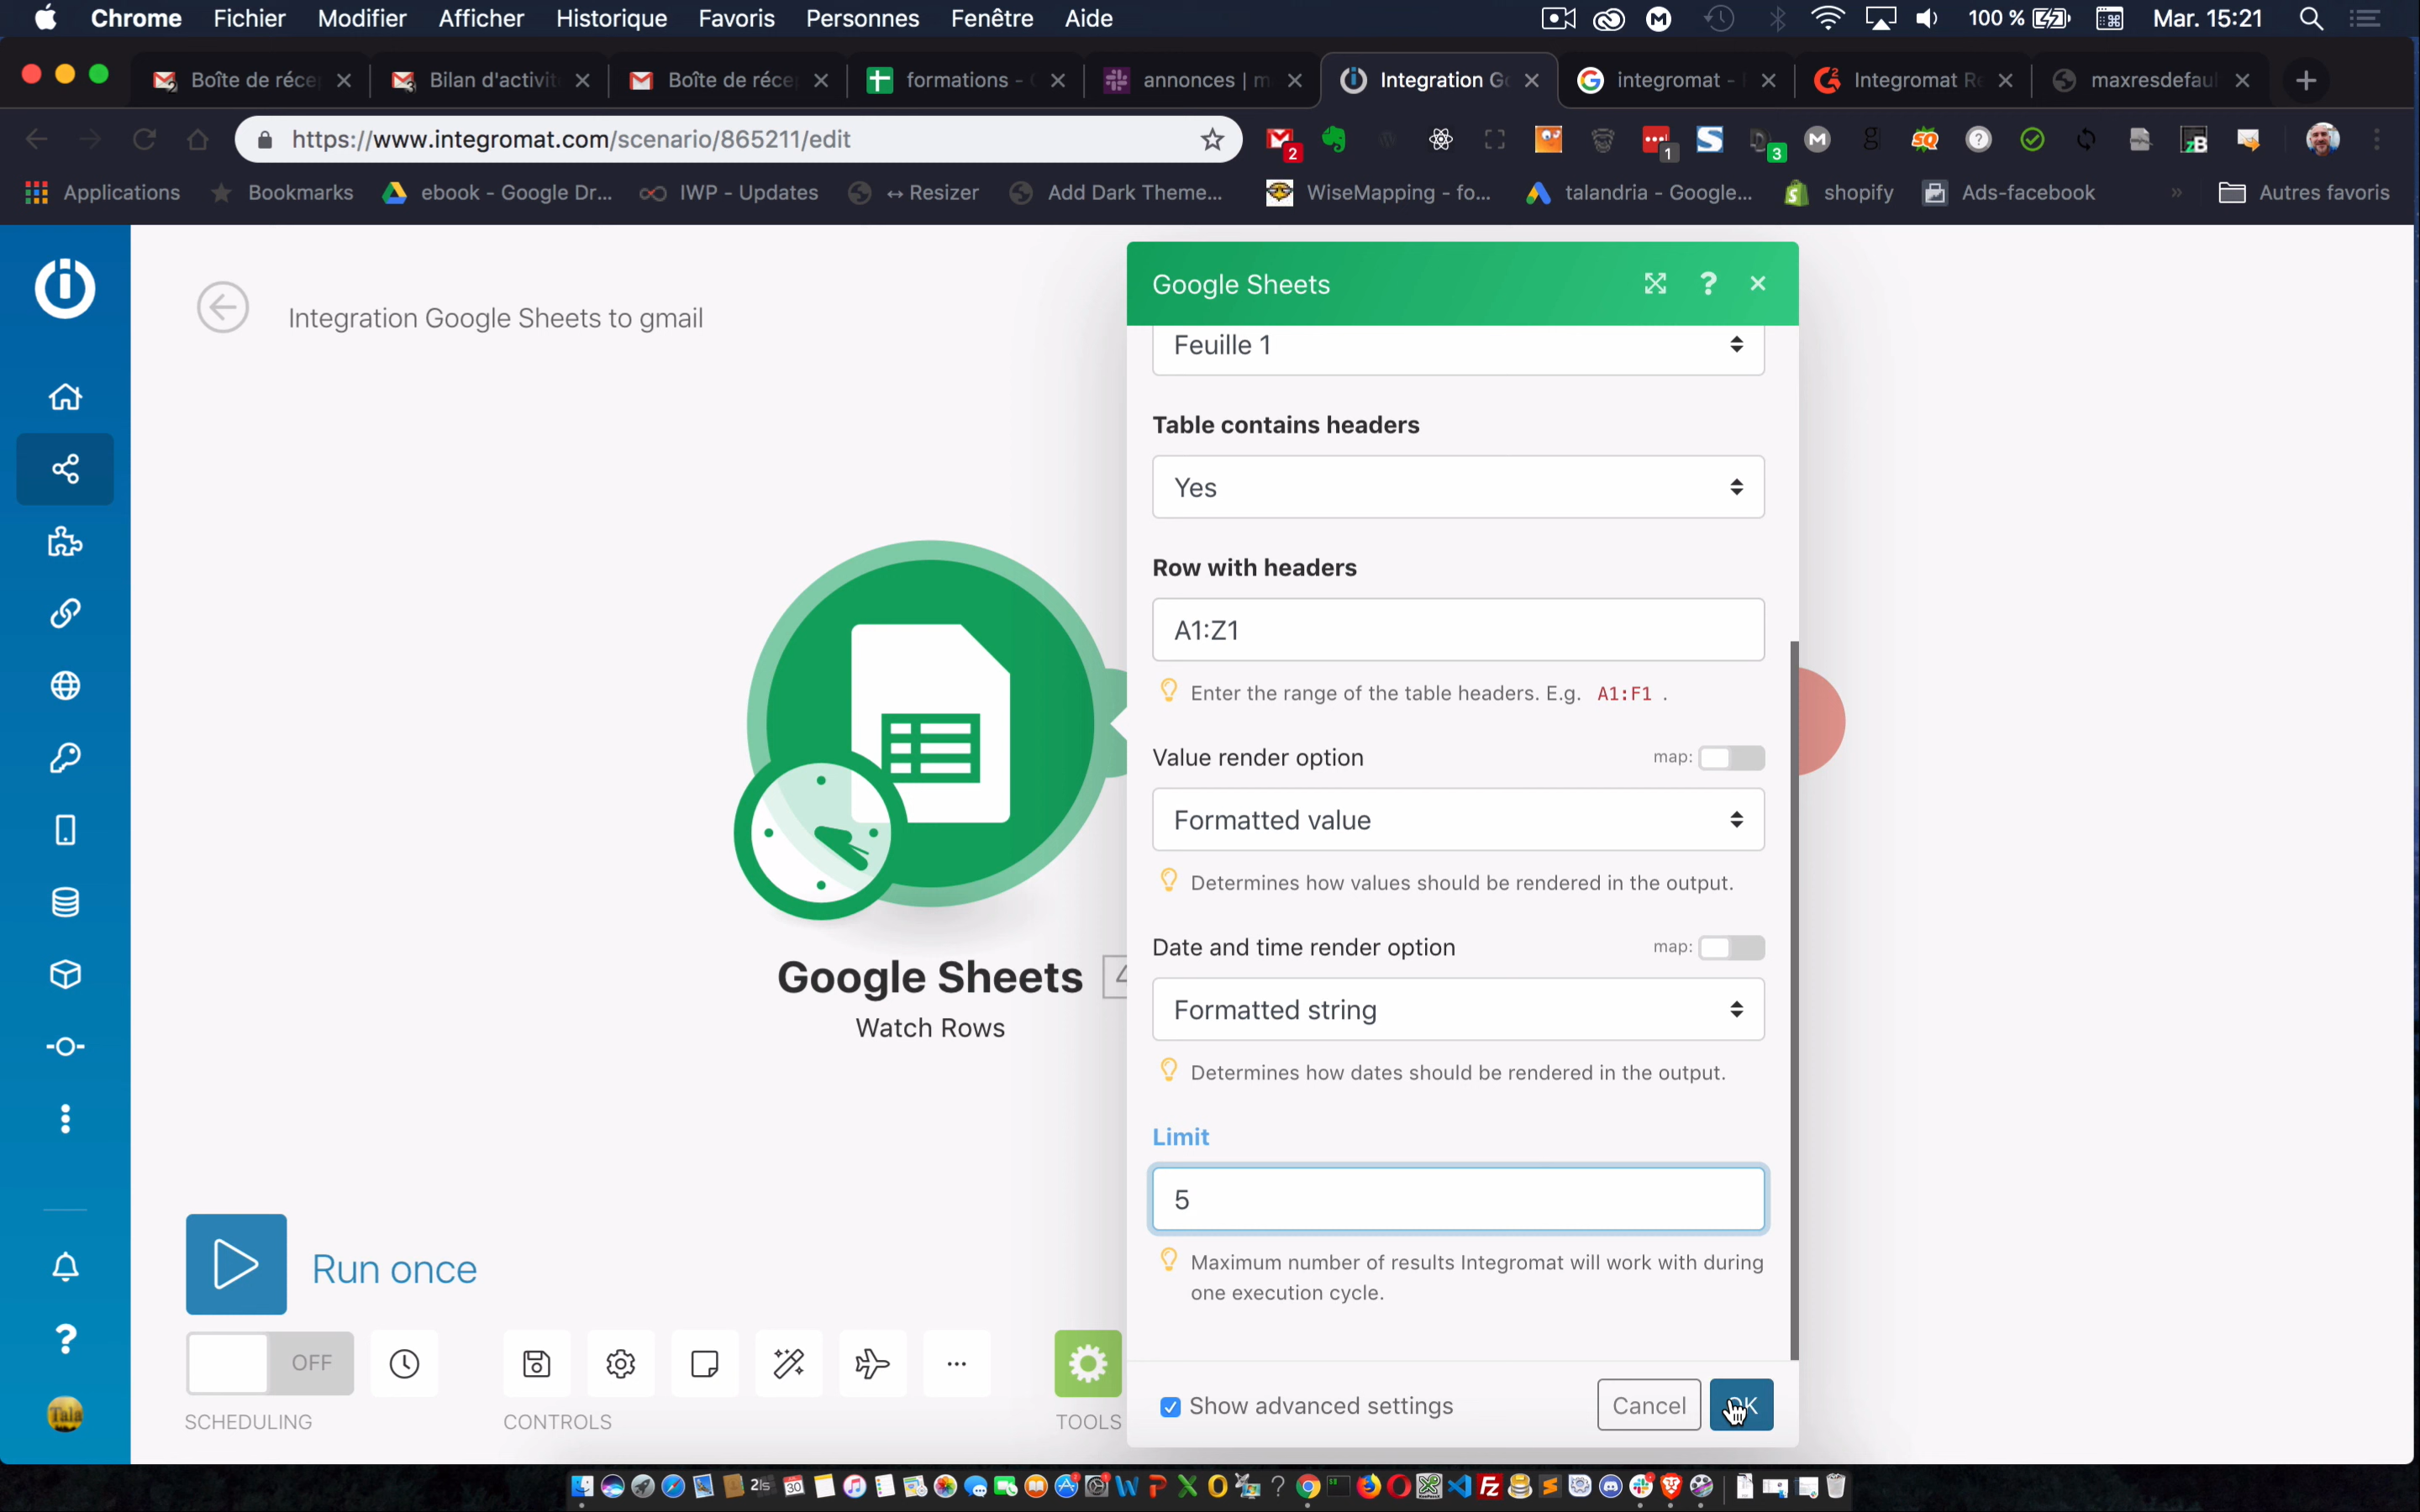 Chrome Fichier Modifier Afficher Historique Favoris Personnes Fenêtre Aide 100 % Mar. 15:21
Boîte de réce Bilan d'activit Boîte de réce formations - annonces | m Integration Go integromat - Integromat Re maxresdefaul
https://www.integromat.com/scenario/865211/edit 2 1 3
Applications Bookmarks ebook - Google Dr... IWP - Updates ↔ Resizer Add Dark Theme... WiseMapping - fo... talandria - Google... shopify Ads-facebook » Autres favoris
Integration Google Sheets to gmail
Google Sheets
Feuille 1
Table contains headers
Yes
Row with headers
A1:Z1
Enter the range of the table headers. E.g. A1:F1 .
Value render option map:
Formatted value
Determines how values should be rendered in the output.
Date and time render option map:
Formatted string
Determines how dates should be rendered in the output.
Limit
5
Maximum number of results Integromat will work with during
one execution cycle.
Show advanced settings Cancel OK
Google Sheets 4
Watch Rows
Run once
OFF
SCHEDULING CONTROLS TOOLS
Tala